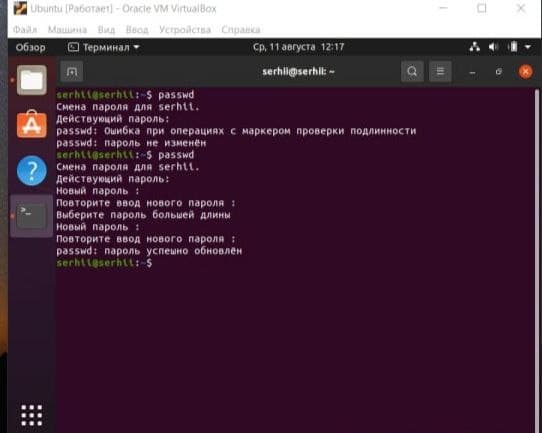 Ubuntu [Работает] - Oracle VM VirtualBox
Файл Машина Вид Ввод Устройства Справка
Обзор Терминал Ср, 11 августа 12:17
serhii@serhii: ~
serhii@serhii:~$ passwd
Смена пароля для serhii.
Действующий пароль:
passwd: Ошибка при операциях с маркером проверки подлинности
passwd: пароль не изменён
serhii@serhii:~$ passwd
Смена пароля для serhii.
Действующий пароль:
Новый пароль :
Повторите ввод нового пароля :
Выберите пароль большей длины
Новый пароль :
Повторите ввод нового пароля :
passwd: пароль успешно обновлён
serhii@serhii:~$